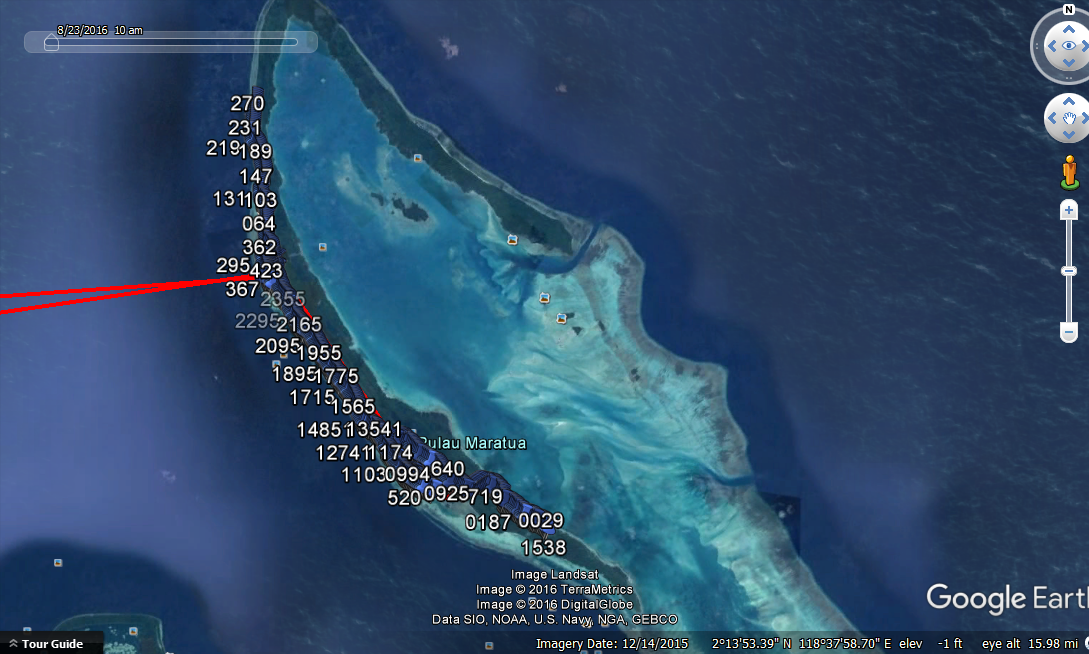 8/23/2016 10 am
N
270
231
219 189
147
131 103
064
362
295 423
367
2355
2295 2165
2095 1955
1895 1775
1715 1565
1485 13541
12741 1174
1103 0994 640
520 0925 719
0187 0029
1538
Pulau Maratua
Image Landsat
Image © 2016 TerraMetrics
Image © 2016 DigitalGlobe
Data SIO, NOAA, U.S. Navy, NGA, GEBCO
Google Earth
Tour Guide
Imagery Date: 12/14/2015 2°13'53.39" N 118°37'58.70" E elev -1 ft eye alt 15.98 mi